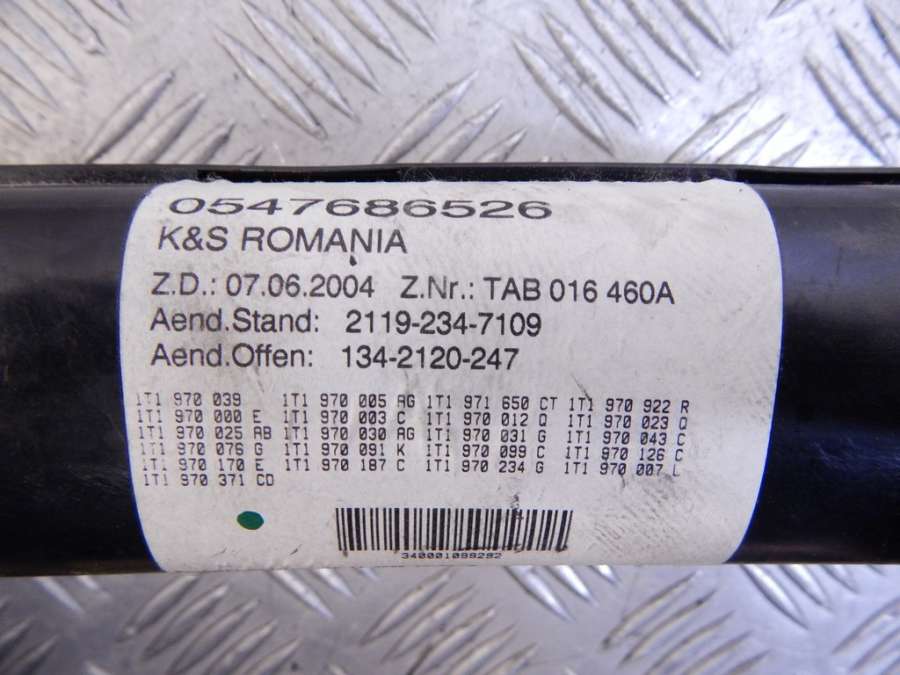 0547686526
K&S ROMANIA
Z.D.: 07.06.2004 Z.Nr.: TAB 016 460A
Aend.Stand: 2119-234-7109
Aend.Offen: 134-2120-247
1T1 970 039 1T1 970 005 AG 1T1 971 650 CT 1T1 970 922 R
1T1 970 000 E 1T1 970 003 C 1T1 970 012 Q 1T1 970 023 Q
1T1 970 025 AB 1T1 970 030 AG 1T1 970 031 G 1T1 970 043 C
1T1 970 076 G 1T1 970 091 K 1T1 970 099 C 1T1 970 126 C
1T1 970 170 E 1T1 970 187 C 1T1 970 234 G 1T1 970 007 L
1T1 970 371 CD
340001099292